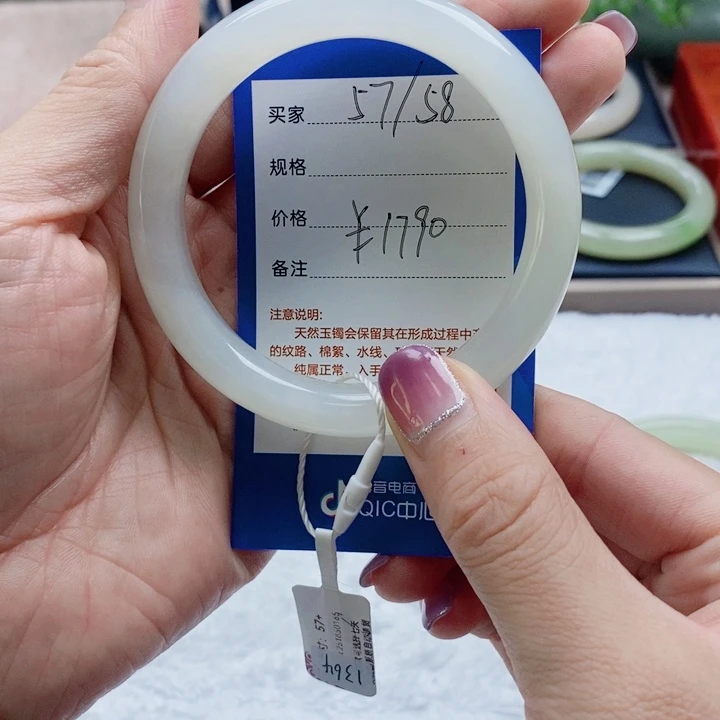 买家 57/58
规格
价格 ¥1790
备注
注意说明:
天然玉镯会保留其在形成过程中
的纹路、棉絮、水线、
纯属正常，入手
音电商
QIC中心
57+
1364